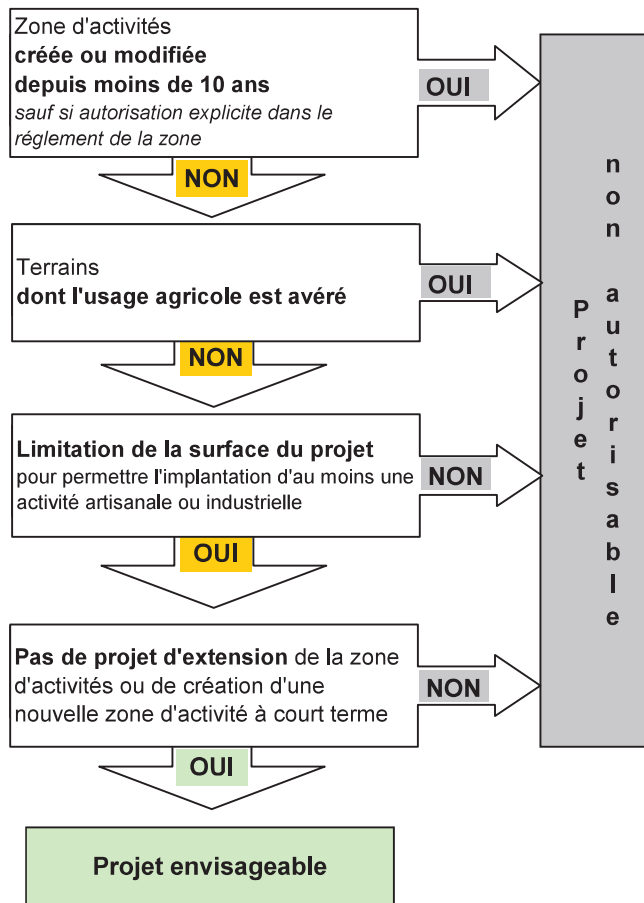 Zone d'activités
créée ou modifiée
depuis moins de 10 ans
sauf si autorisation explicite dans le
réglement de la zone
OUI
NON
Terrains
dont l'usage agricole est avéré
OUI
NON
Limitation de la surface du projet
pour permettre l'implantation d'au moins une
activité artisanale ou industrielle
NON
OUI
Pas de projet d'extension de la zone
d'activités ou de création d'une
nouvelle zone d'activité à court terme
NON
OUI
Projet envisageable
Projet
non autorisable